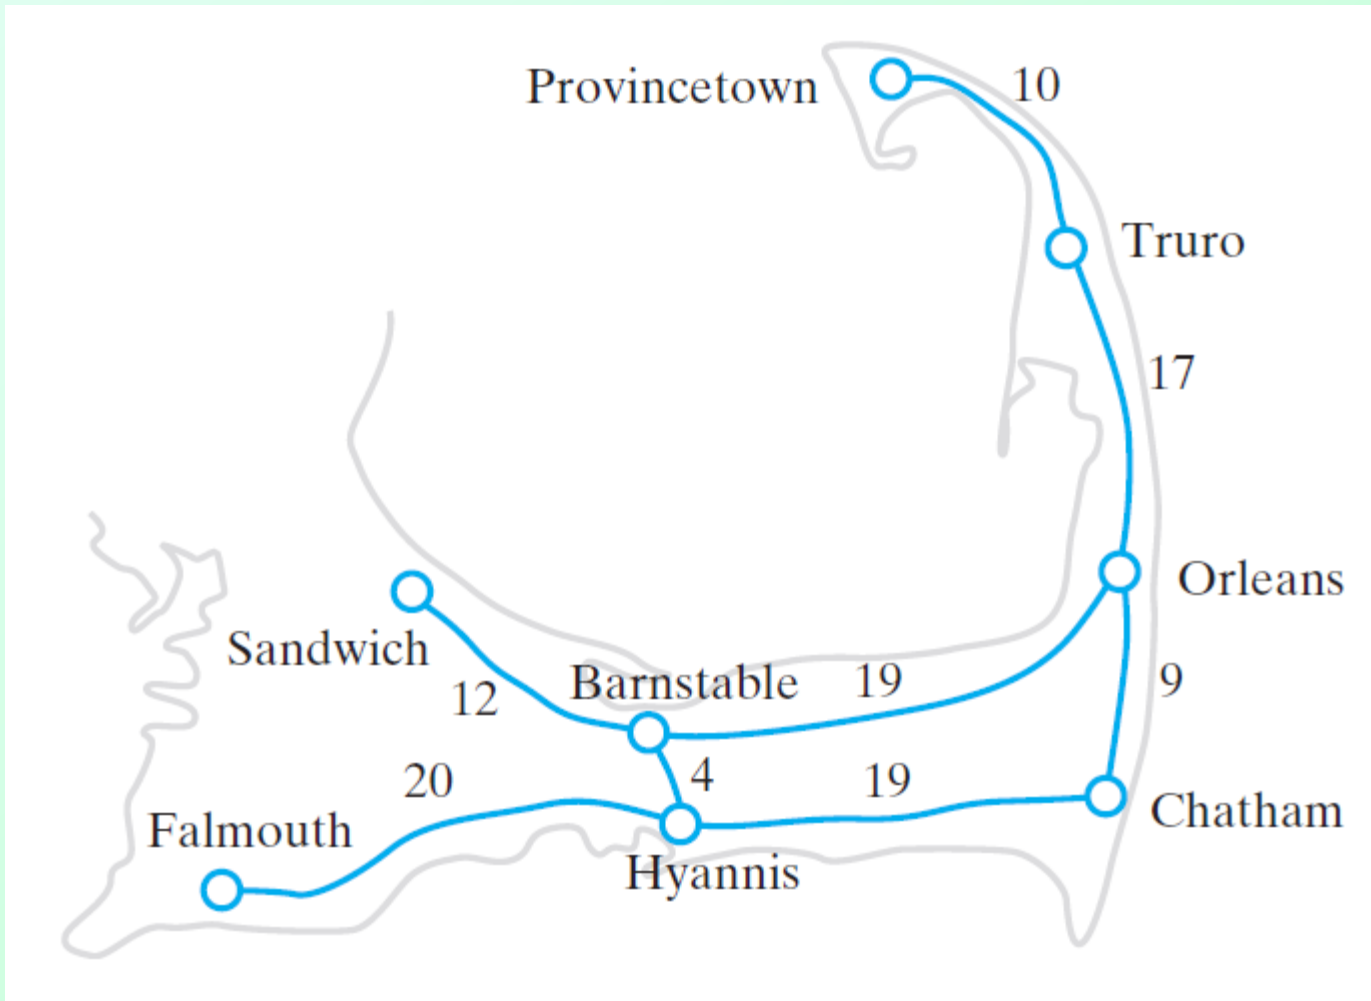 Provincetown
10
Truro
17
Orleans
Sandwich
12
Barnstable
19
9
20
4
19
Falmouth
Chatham
Hyannis